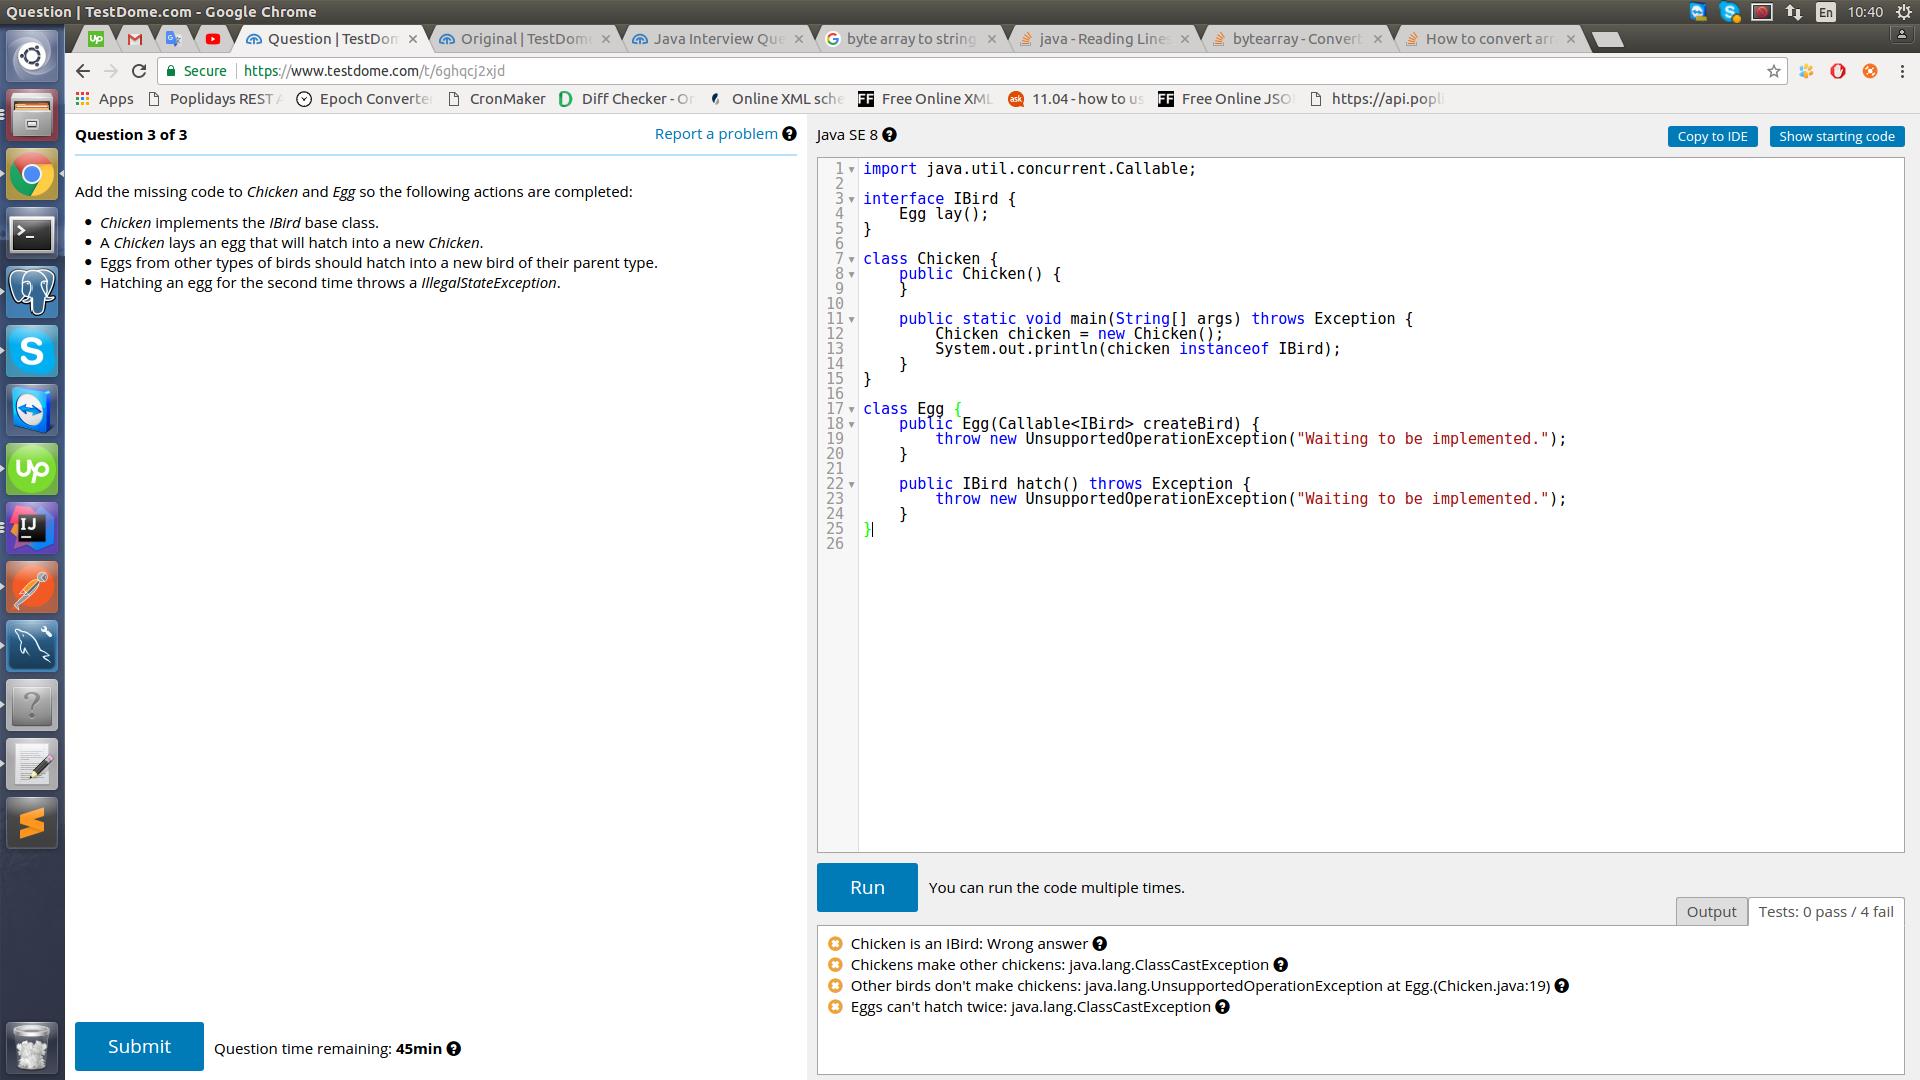 Question | TestDome.com - Google Chrome
En 10:40
Up
Question | TestDom
Original | TestDome
Java Interview Que
byte array to string
java - Reading Lines
bytearray - Convert
How to convert arr
Secure https://www.testdome.com/t/6ghqcj2xjd
Apps Poplidays REST A Epoch Converter CronMaker Diff Checker - Or Online XML sche FF Free Online XML ask 11.04 - how to us FF Free Online JSO https://api.popli
Question 3 of 3
Report a problem ?
Add the missing code to Chicken and Egg so the following actions are completed:
• Chicken implements the IBird base class.
• A Chicken lays an egg that will hatch into a new Chicken.
• Eggs from other types of birds should hatch into a new bird of their parent type.
• Hatching an egg for the second time throws a IllegalStateException.
Submit
Question time remaining: 45min ?
Java SE 8 ?
Copy to IDE
Show starting code
1 import java.util.concurrent.Callable;
2
3 interface IBird {
4 Egg lay();
5 }
6
7 class Chicken {
8 public Chicken() {
9 }
10
11 public static void main(String[] args) throws Exception {
12 Chicken chicken = new Chicken();
13 System.out.println(chicken instanceof IBird);
14 }
15 }
16
17 class Egg {
18 public Egg(Callable<IBird> createBird) {
19 throw new UnsupportedOperationException("Waiting to be implemented.");
20 }
21
22 public IBird hatch() throws Exception {
23 throw new UnsupportedOperationException("Waiting to be implemented.");
24 }
25 }
26
Run
You can run the code multiple times.
Output
Tests: 0 pass / 4 fail
Chicken is an IBird: Wrong answer ?
Chickens make other chickens: java.lang.ClassCastException ?
Other birds don't make chickens: java.lang.UnsupportedOperationException at Egg.(Chicken.java:19) ?
Eggs can't hatch twice: java.lang.ClassCastException ?
>_
S
Up
IJ
?